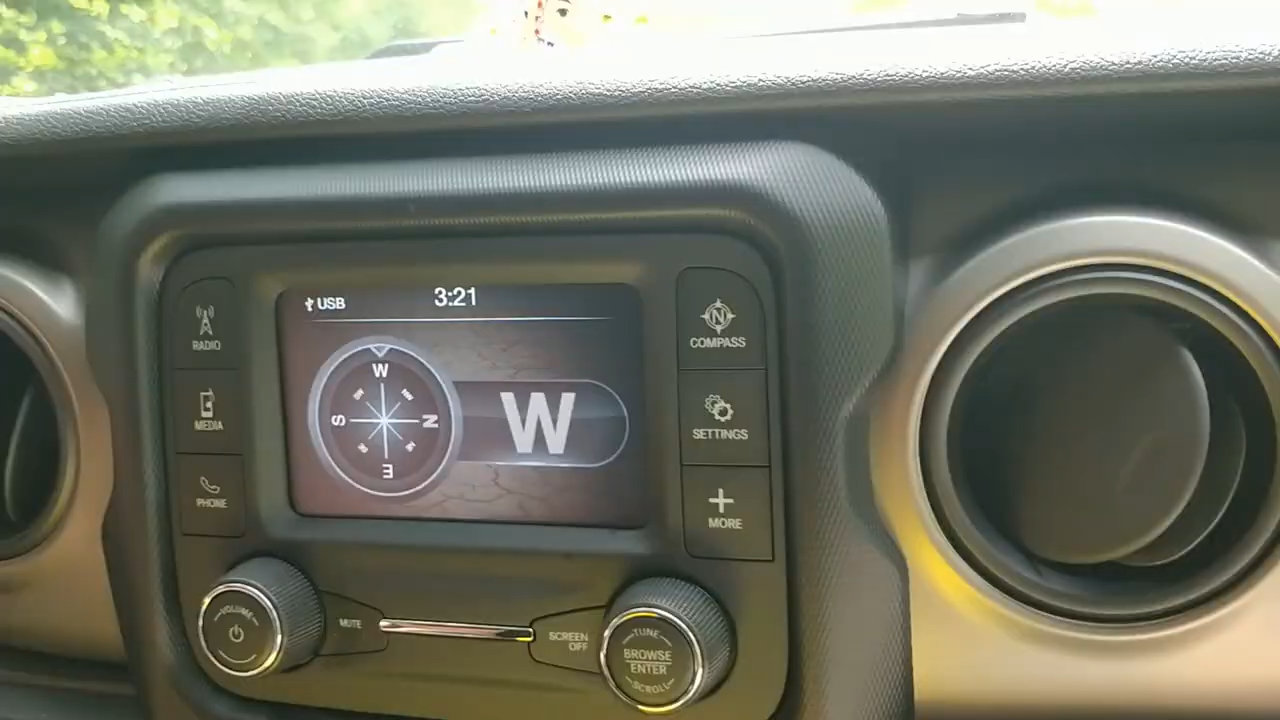 USB
3:21
RADIO
MEDIA
PHONE
W
S
N
E
W
N
COMPASS
SETTINGS
MORE
VOLUME
MUTE
SCREEN
OFF
TUNE
BROWSE
ENTER
SCROLL